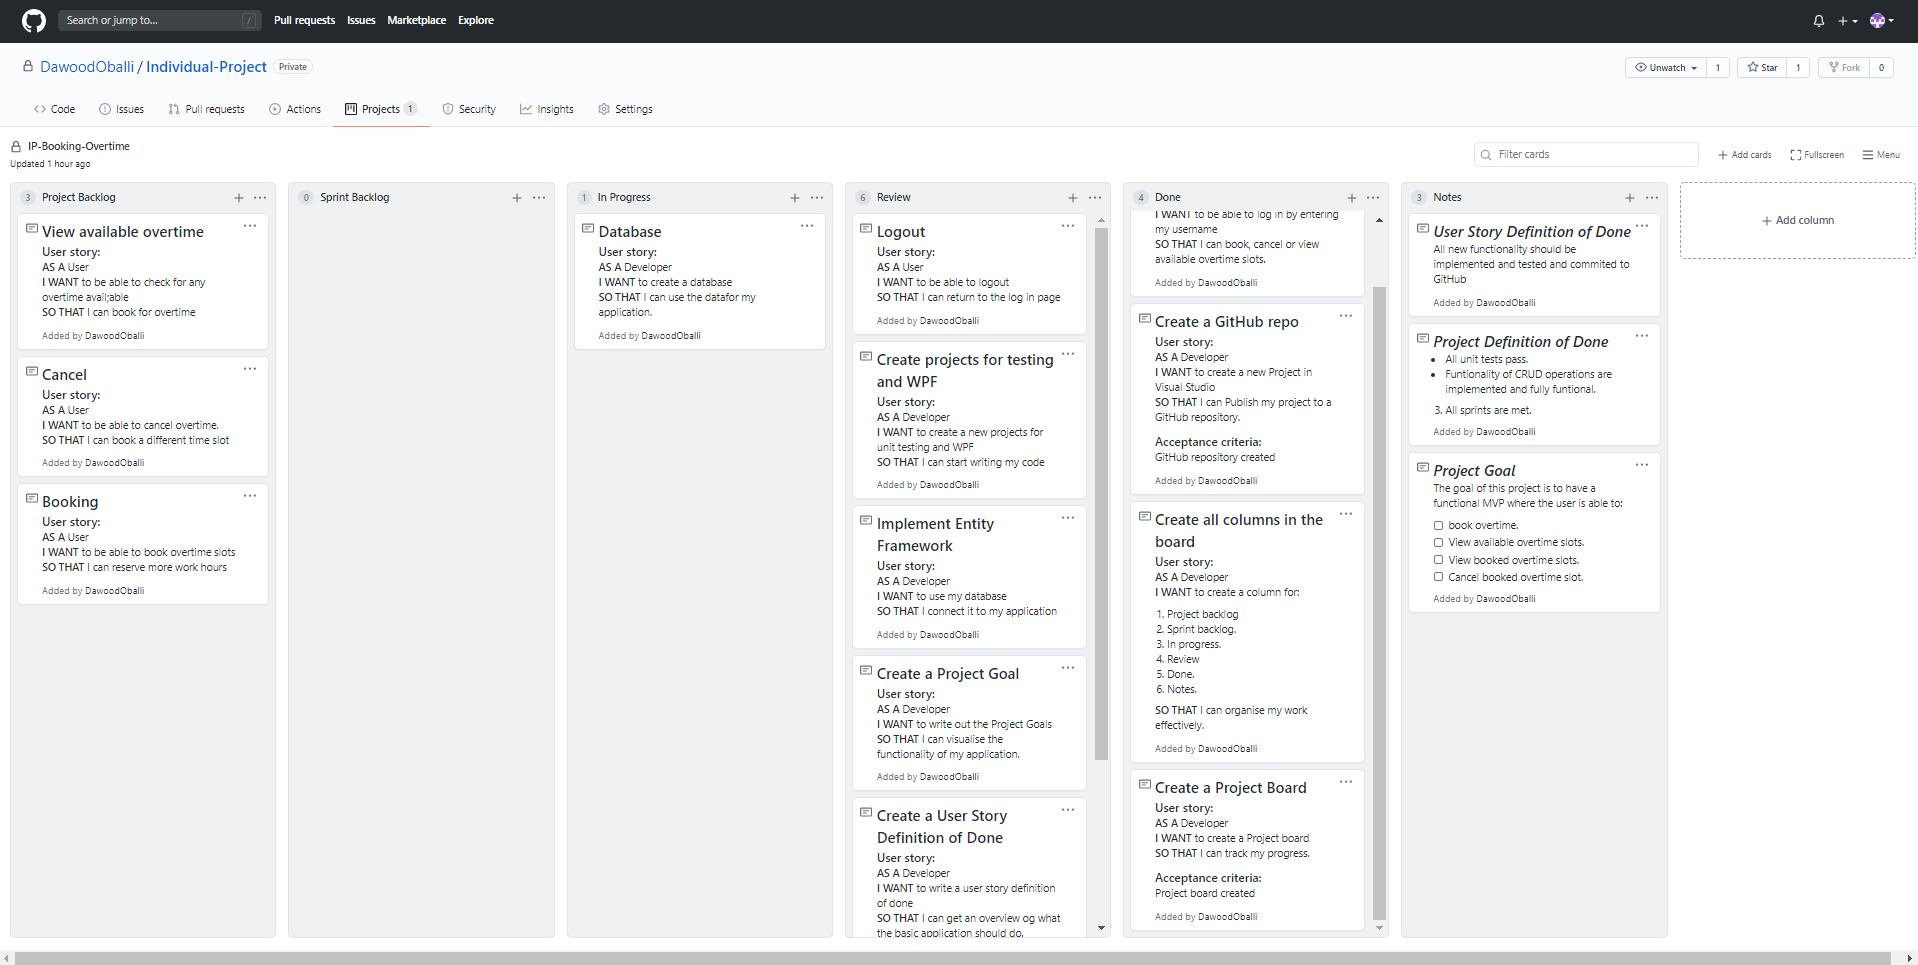 Search or jump to...
/
Pull requests
Issues
Marketplace
Explore
DawoodOballi / Individual-Project
Private
Unwatch
1
Star
1
Fork
0
Code
Issues
Pull requests
Actions
Projects 1
Security
Insights
Settings
IP-Booking-Overtime
Updated 1 hour ago
Filter cards
Add cards
Fullscreen
Menu
3 Project Backlog
View available overtime
User story:
AS A User
I WANT to be able to check for any
overtime avail;able
SO THAT I can book for overtime
Added by DawoodOballi
Cancel
User story:
AS A User
I WANT to be able to cancel overtime.
SO THAT I can book a different time slot
Added by DawoodOballi
Booking
User story:
AS A User
I WANT to be able to book overtime slots
SO THAT I can reserve more work hours
Added by DawoodOballi
0 Sprint Backlog
1 In Progress
Database
User story:
AS A Developer
I WANT to create a database
SO THAT I can use the datafor my
application.
Added by DawoodOballi
6 Review
Logout
User story:
AS A User
I WANT to be able to logout
SO THAT I can return to the log in page
Added by DawoodOballi
Create projects for testing
and WPF
User story:
AS A Developer
I WANT to create a new projects for
unit testing and WPF
SO THAT I can start writing my code
Added by DawoodOballi
Implement Entity
Framework
User story:
AS A Developer
I WANT to use my database
SO THAT I connect it to my application
Added by DawoodOballi
Create a Project Goal
User story:
AS A Developer
I WANT to write out the Project Goals
SO THAT I can visualise the
functionality of my application.
Added by DawoodOballi
Create a User Story
Definition of Done
User story:
AS A Developer
I WANT to write a user story definition
of done
SO THAT I can get an overview og what
the basic application should do.
4 Done
I WANT to be able to log in by entering
my username
SO THAT I can book, cancel or view
available overtime slots.
Added by DawoodOballi
Create a GitHub repo
User story:
AS A Developer
I WANT to create a new Project in
Visual Studio
SO THAT I can Publish my project to a
GitHub repository.
Acceptance criteria:
GitHub repository created
Added by DawoodOballi
Create all columns in the
board
User story:
AS A Developer
I WANT to create a column for:
1. Project backlog
2. Sprint backlog.
3. In progress.
4. Review
5. Done.
6. Notes.
SO THAT I can organise my work
effectively.
Added by DawoodOballi
Create a Project Board
User story:
AS A Developer
I WANT to create a Project board
SO THAT I can track my progress.
Acceptance criteria:
Project board created
Added by DawoodOballi
3 Notes
User Story Definition of Done
All new functionality should be
implemented and tested and commited to
GitHub
Added by DawoodOballi
Project Definition of Done
• All unit tests pass.
• Funtionality of CRUD operations are
implemented and fully funtional.
3. All sprints are met.
Added by DawoodOballi
Project Goal
The goal of this project is to have a
functional MVP where the user is able to:
book overtime.
View available overtime slots.
View booked overtime slots.
Cancel booked overtime slot.
Added by DawoodOballi
Add column